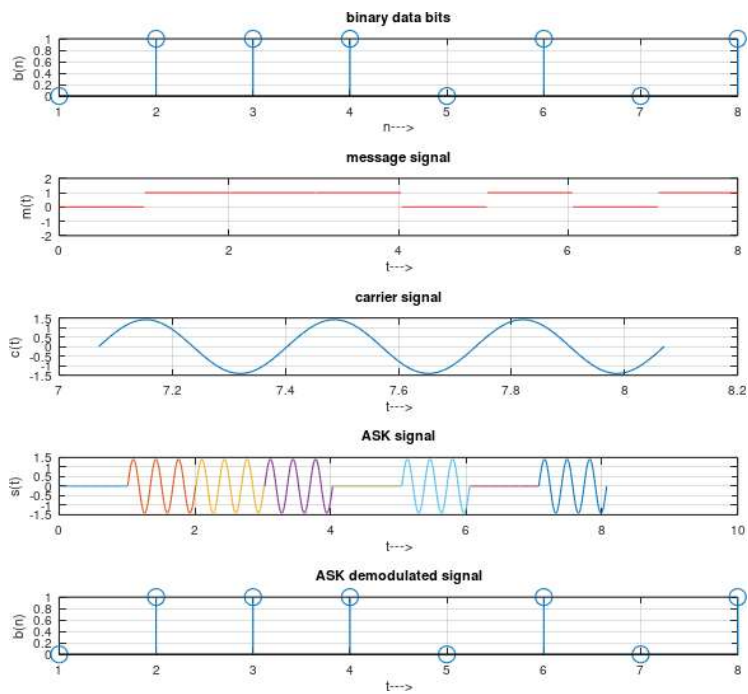 binary data bits
1
0.8
0.6
0.4
0.2
0
b(n)
1 2 3 4 5 6 7 8
n--->
message signal
2
1
0
-1
-2
m(t)
0 2 4 6 8
t--->
carrier signal
1.5
1
0.5
0
-0.5
-1
-1.5
c(t)
7 7.2 7.4 7.6 7.8 8 8.2
t--->
ASK signal
1.5
1
0.5
0
-0.5
-1
-1.5
s(t)
0 2 4 6 8 10
t--->
ASK demodulated signal
1
0.8
0.6
0.4
0.2
0
b(n)
1 2 3 4 5 6 7 8
t--->